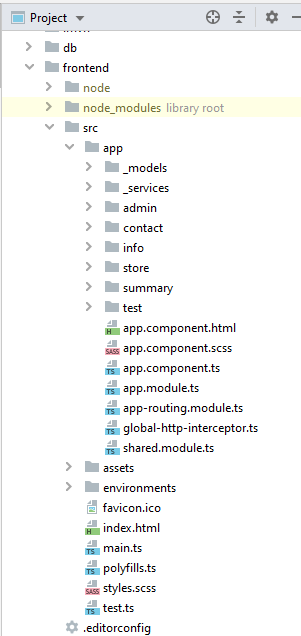 Project
db
frontend
node
node_modules library root
src
app
_models
_services
admin
contact
info
store
summary
test
app.component.html
app.component.scss
app.component.ts
app.module.ts
app-routing.module.ts
global-http-interceptor.ts
shared.module.ts
assets
environments
favicon.ico
index.html
main.ts
polyfills.ts
styles.scss
test.ts
.editorconfig